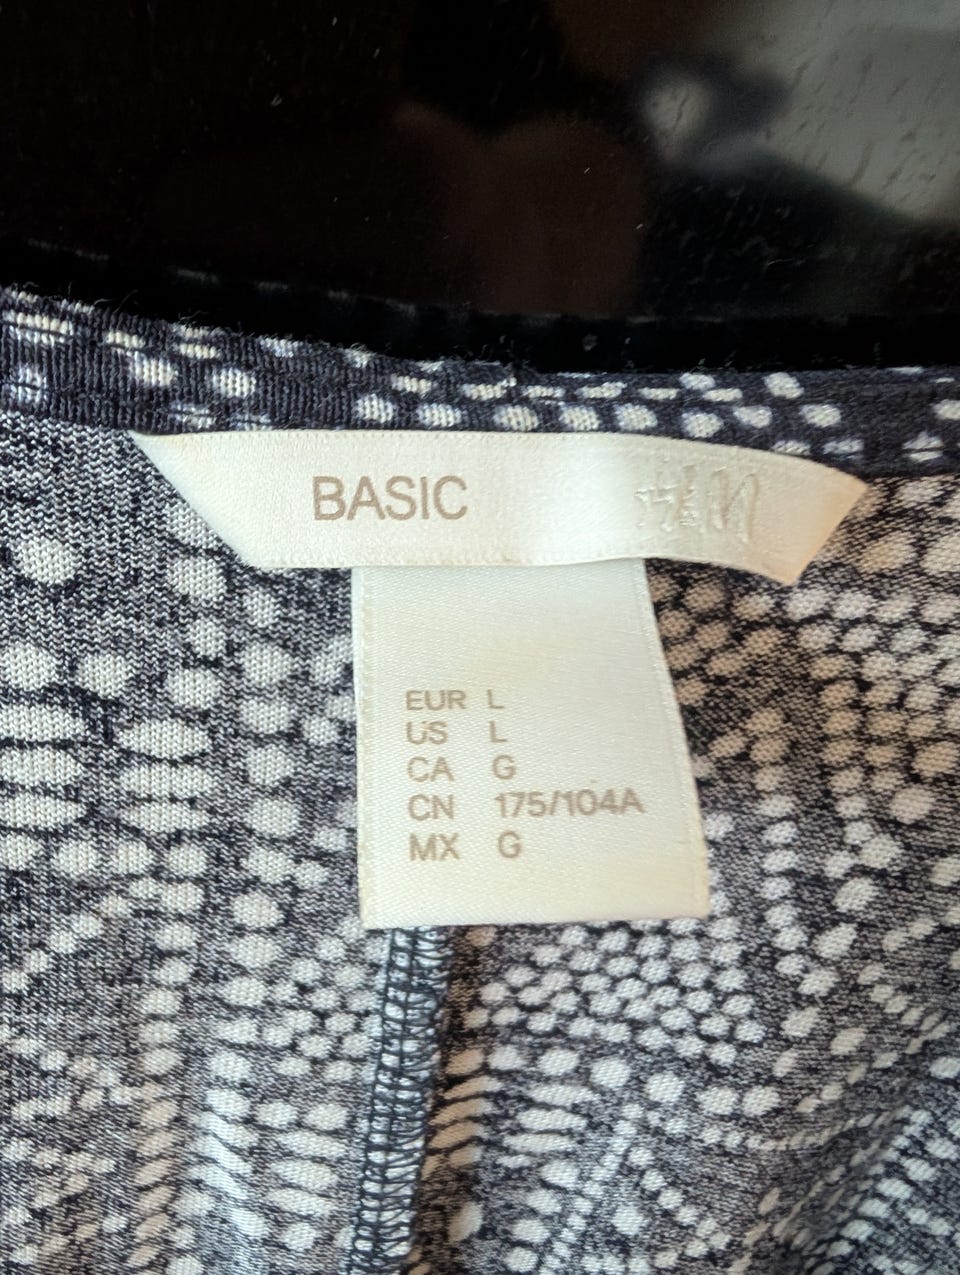 BASIC H&M
EUR L
US L
CA G
CN 175/104A
MX G